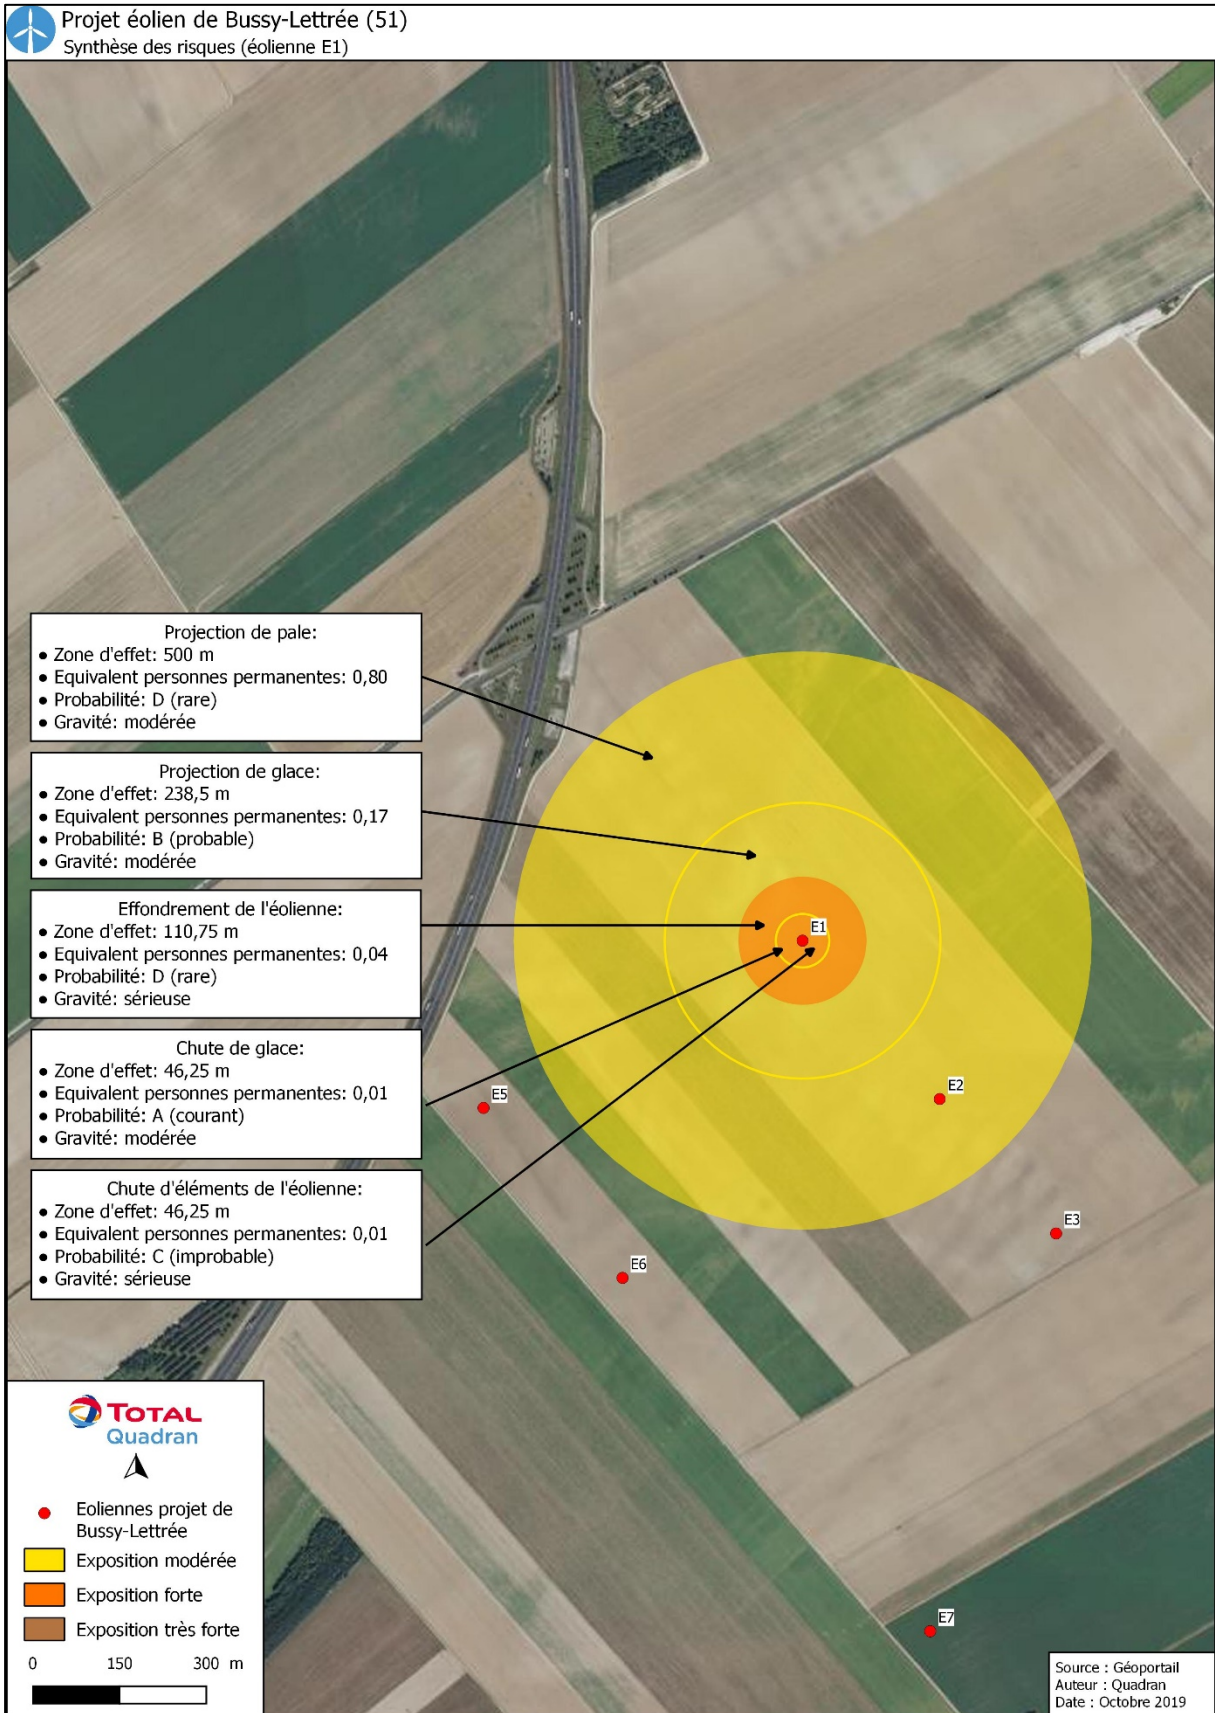 Projet éolien de Bussy-Lettrée (51)
Synthèse des risques (éolienne E1)
Projection de pale:
• Zone d'effet: 500 m
• Equivalent personnes permanentes: 0,80
• Probabilité: D (rare)
• Gravité: modérée
Projection de glace:
• Zone d'effet: 238,5 m
• Equivalent personnes permanentes: 0,17
• Probabilité: B (probable)
• Gravité: modérée
Effondrement de l'éolienne:
• Zone d'effet: 110,75 m
• Equivalent personnes permanentes: 0,04
• Probabilité: D (rare)
• Gravité: sérieuse
Chute de glace:
• Zone d'effet: 46,25 m
• Equivalent personnes permanentes: 0,01
• Probabilité: A (courant)
• Gravité: modérée
Chute d'éléments de l'éolienne:
• Zone d'effet: 46,25 m
• Equivalent personnes permanentes: 0,01
• Probabilité: C (improbable)
• Gravité: sérieuse
E1
E2
E5
E3
E6
E7
TOTAL
Quadran
Eoliennes projet de
Bussy-Lettrée
Exposition modérée
Exposition forte
Exposition très forte
0 150 300 m
Source : Géoportail
Auteur : Quadran
Date : Octobre 2019